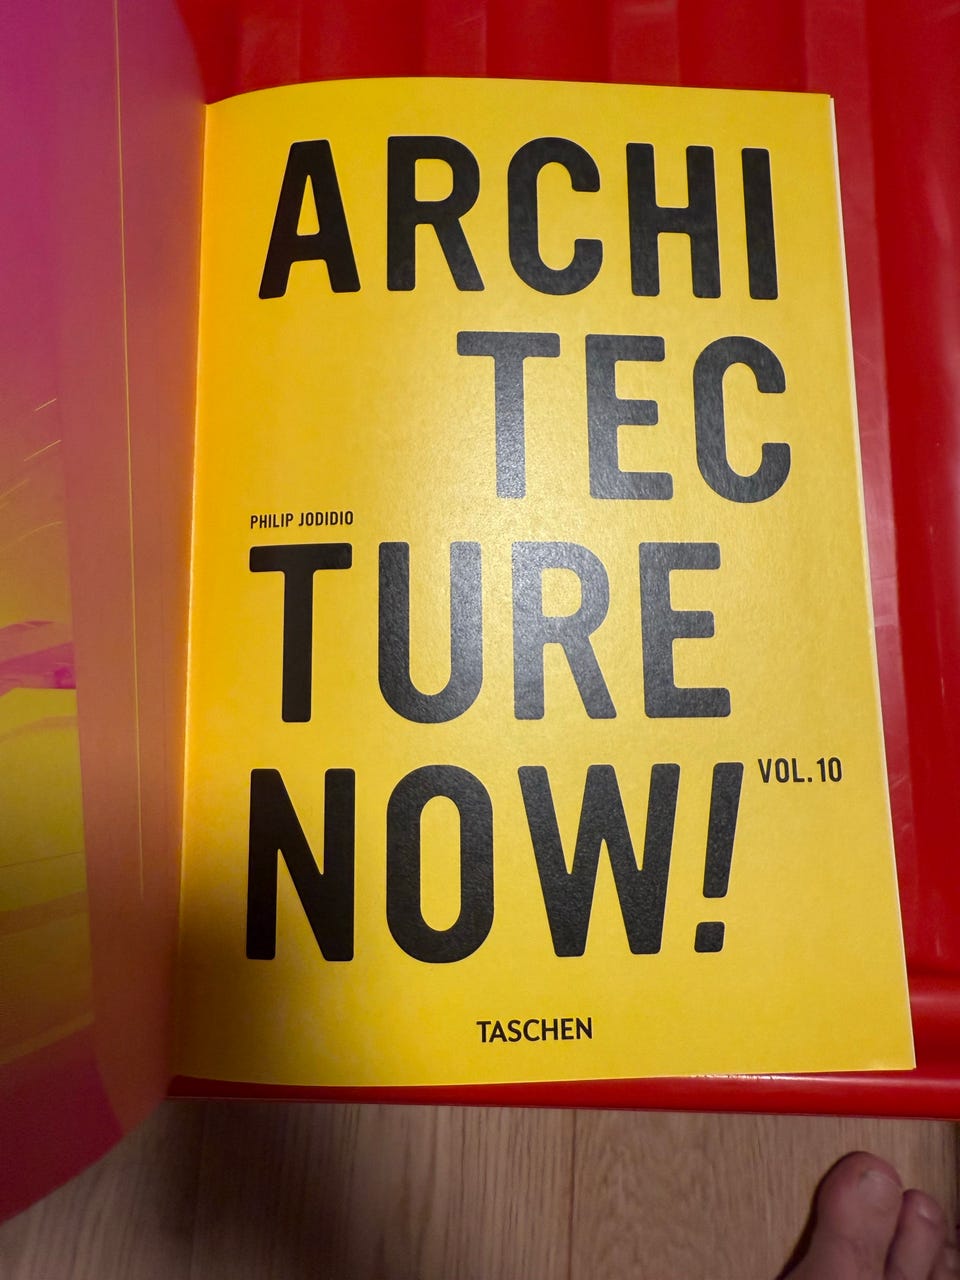 ARCHI
TEC
PHILIP JODIDIO
TURE
NOW!
VOL.10
TASCHEN